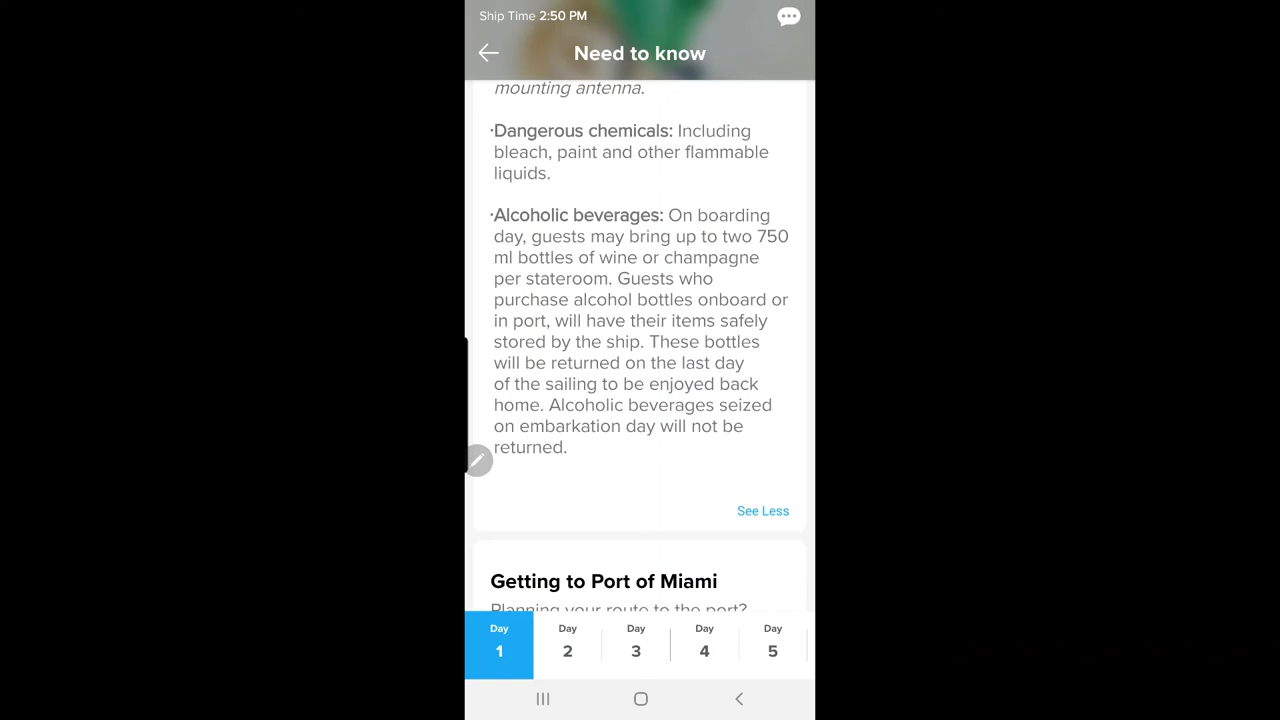 Ship Time 2:50 PM
Need to know
mounting antenna.
·Dangerous chemicals: Including
bleach, paint and other flammable
liquids.
·Alcoholic beverages: On boarding
day, guests may bring up to two 750
ml bottles of wine or champagne
per stateroom. Guests who
purchase alcohol bottles onboard or
in port, will have their items safely
stored by the ship. These bottles
will be returned on the last day
of the sailing to be enjoyed back
home. Alcoholic beverages seized
on embarkation day will not be
returned.
See Less
Getting to Port of Miami
Planning your route to the port?
Day Day Day Day Day
1 2 3 4 5